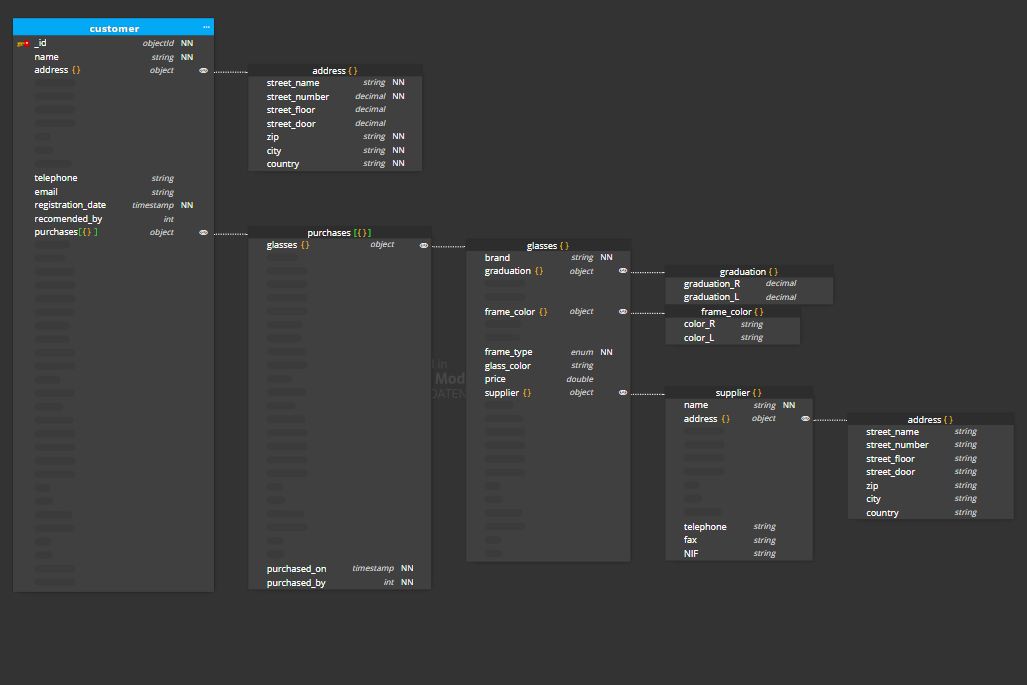 customer ...
_id objectId NN
name string NN
address {} object
telephone string
email string
registration_date timestamp NN
recomended_by int
purchases[{} ] object
address {}
street_name string NN
street_number decimal NN
street_floor decimal
street_door decimal
zip string NN
city string NN
country string NN
purchases [{}]
glasses {} object
purchased_on timestamp NN
purchased_by int NN
glasses {}
brand string NN
graduation {} object
frame_color {} object
frame_type enum NN
glass_color string
price double
supplier {} object
graduation {}
graduation_R decimal
graduation_L decimal
frame_color {}
color_R string
color_L string
supplier {}
name string NN
address {} object
telephone string
fax string
NIF string
address {}
street_name string
street_number string
street_floor string
street_door string
zip string
city string
country string
in
Mod
DATEN